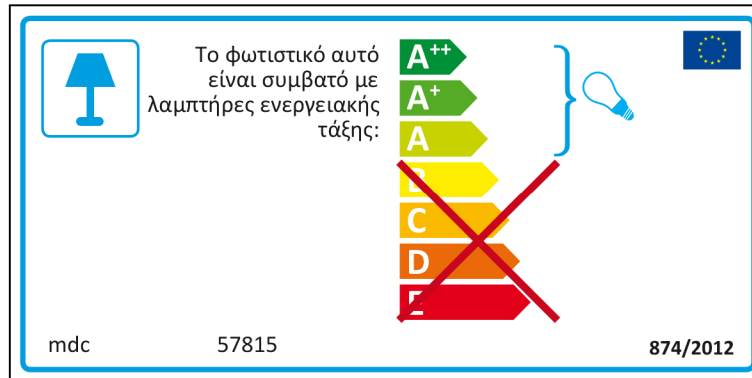 Το φωτιστικό αυτό
είναι συμβατό με
λαμπτήρες ενεργειακής
τάξης:
A++
A+
A
B
C
D
E
mdc 57815 874/2012